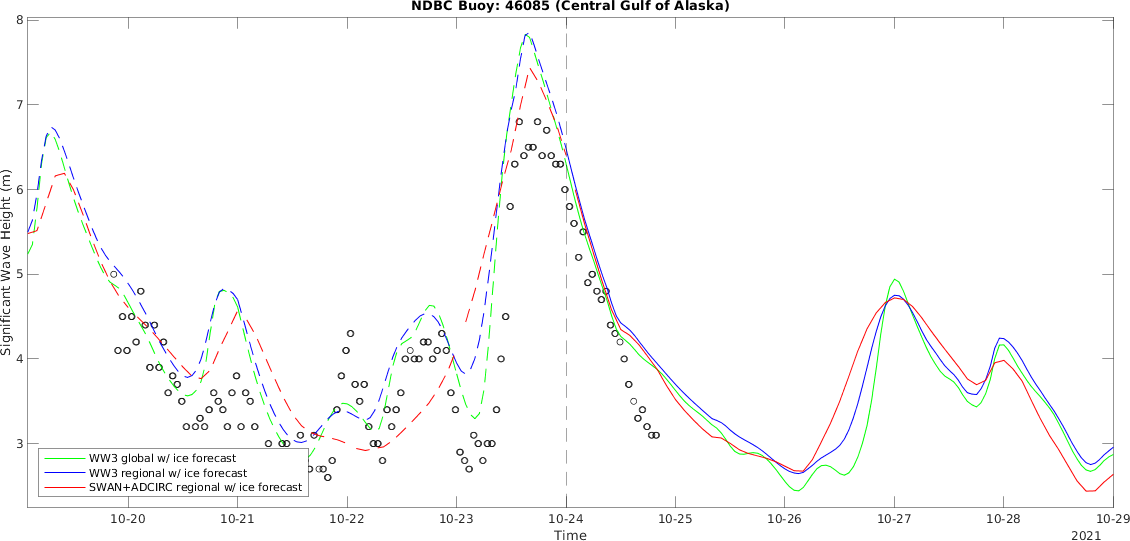 NDBC Buoy: 46085 (Central Gulf of Alaska)
8
7
6
5
4
3
Significant Wave Height (m)
WW3 global w/ ice forecast
WW3 regional w/ ice forecast
SWAN+ADCIRC regional w/ ice forecast
10-20 10-21 10-22 10-23 10-24 10-25 10-26 10-27 10-28 10-29
Time
2021